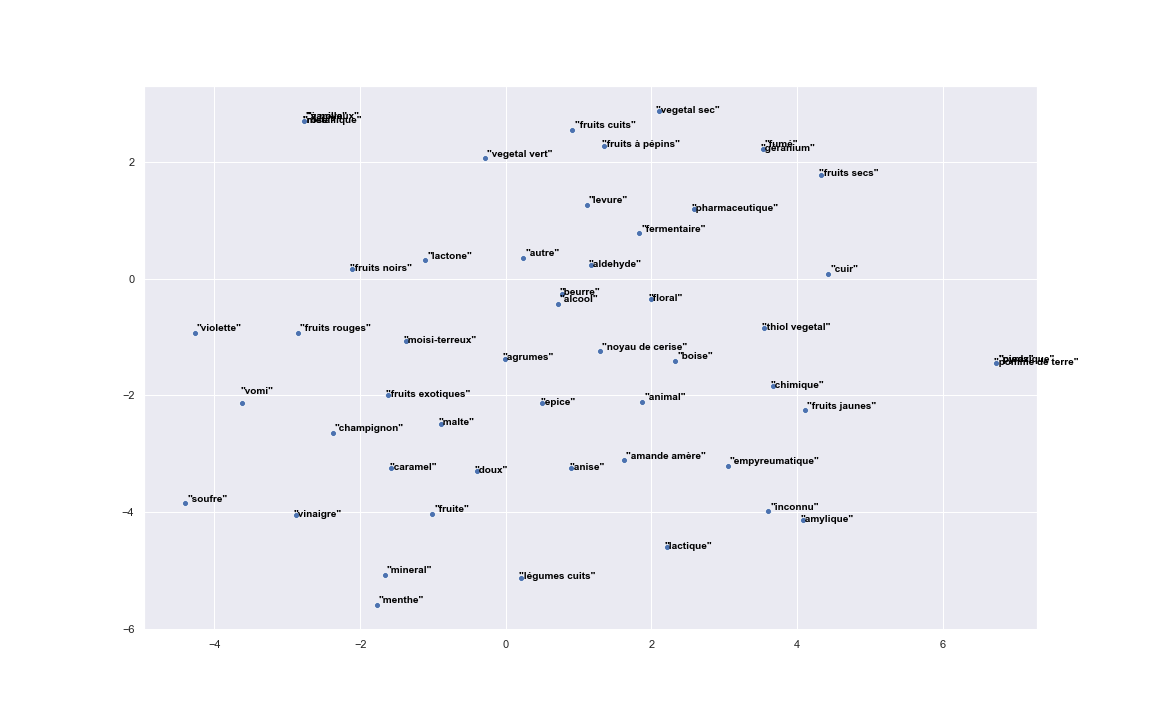 "vegetal sec"
"fruits cuits"
"fruits à pépins"
"vegetal vert"
"fumé"
"geranium"
"fruits secs"
"levure"
"pharmaceutique"
"fermentaire"
"lactone"
"autre"
"fruits noirs"
"aldehyde"
"cuir"
"beurre"
"alcool"
"floral"
"violette"
"fruits rouges"
"thiol vegetal"
"moisi-terreux"
"noyau de cerise"
"agrumes"
"boise"
"pomme de terre"
"vomi"
"chimique"
"fruits exotiques"
"epice"
"animal"
"fruits jaunes"
"champignon"
"malte"
"caramel"
"doux"
"anise"
"amande amère"
"empyreumatique"
"soufre"
"vinaigre"
"fruite"
"inconnu"
"amylique"
"lactique"
"mineral"
"légumes cuits"
"menthe"
2
0
−2
−4
−6
−4
−2
0
2
4
6